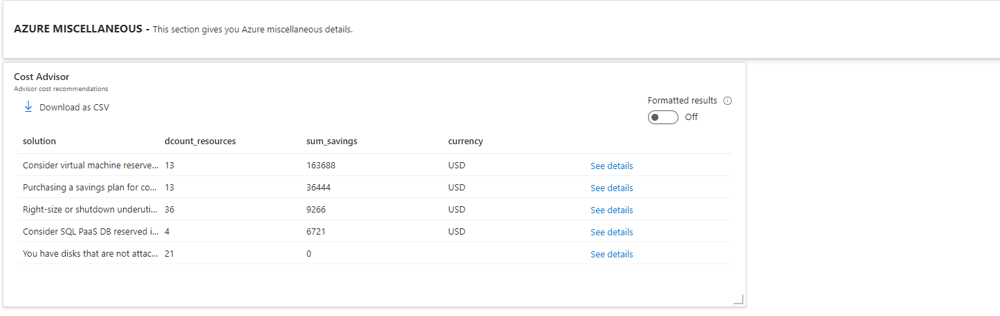 AZURE MISCELLANEOUS - This section gives you Azure miscellaneous details.
Cost Advisor
Advisor cost recommendations
Download as CSV
Formatted results
Off
solution dcount_resources sum_savings currency
Consider virtual machine reserve... 13 163688 USD See details
Purchasing a savings plan for co... 13 36444 USD See details
Right-size or shutdown underuti... 36 9266 USD See details
Consider SQL PaaS DB reserved i... 4 6721 USD See details
You have disks that are not attac... 21 0 See details